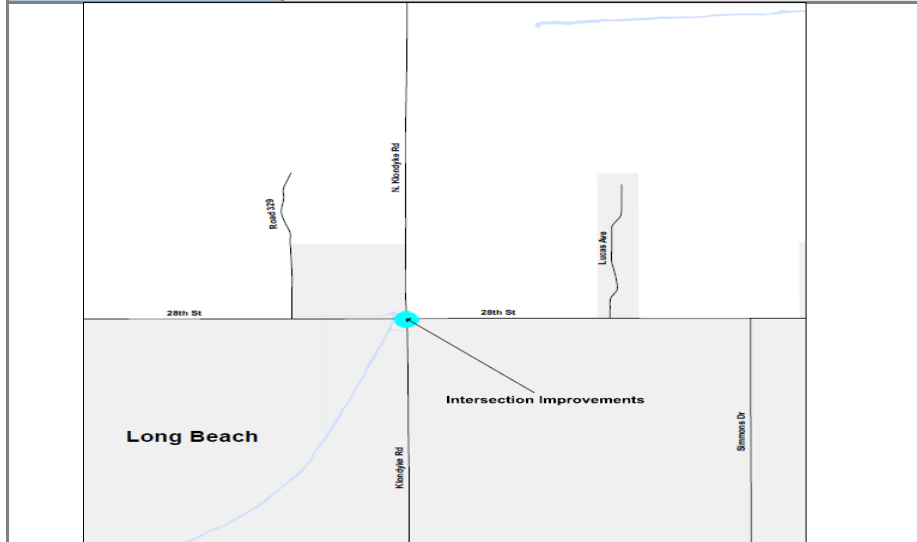 N. Klondyke Rd
Road 329
Lucas Ave
28th St
28th St
Intersection Improvements
Long Beach
Klondyke Rd
Simmons Dr